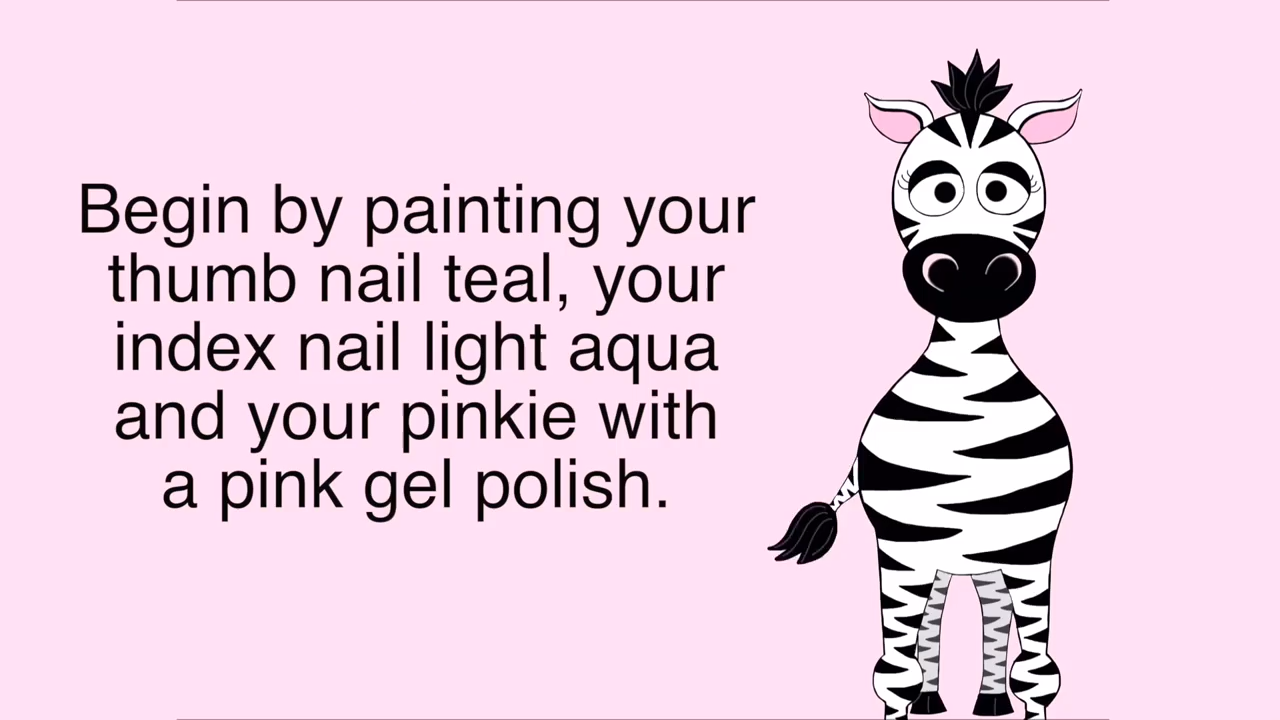 Begin by painting your
thumb nail teal, your
index nail light aqua
and your pinkie with
a pink gel polish.